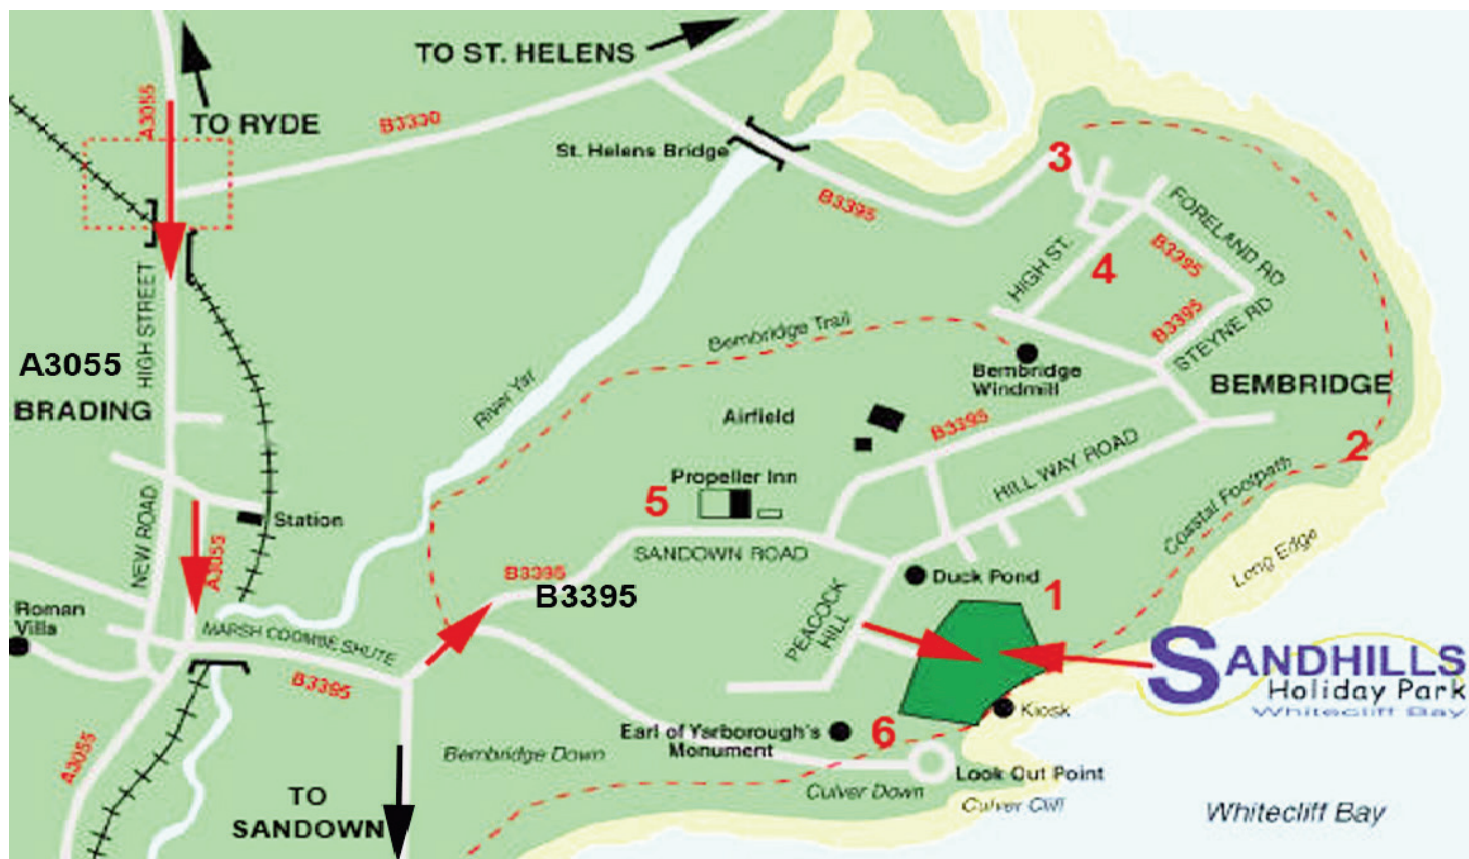 TO ST. HELENS
A3055
TO RYDE
B3330
St. Helens Bridge
3
B3395
FORELAND RD
B3395
HIGH ST.
4
HIGH STREET
B3395
STEYNE RD
Bembridge Trail
A3055
BRADING
Bembridge
Windmill
BEMBRIDGE
River Yar
Airfield
B3395
HILL WAY ROAD
2
Propeller Inn
5
Coastal Footpath
Station
NEW ROAD
A3055
SANDOWN ROAD
Long Edge
B3395
B3395
Duck Pond
1
Roman
Villa
MARSH COOMBE SHUTE
PEACOCK
HILL
SANDHILLS
Holiday Park
Whitecliff Bay
B3395
Kiosk
A3055
Earl of Yarborough's
Monument
6
Bembridge Down
Look Out Point
Culver Down
Culver Cliff
TO
SANDOWN
Whitecliff Bay